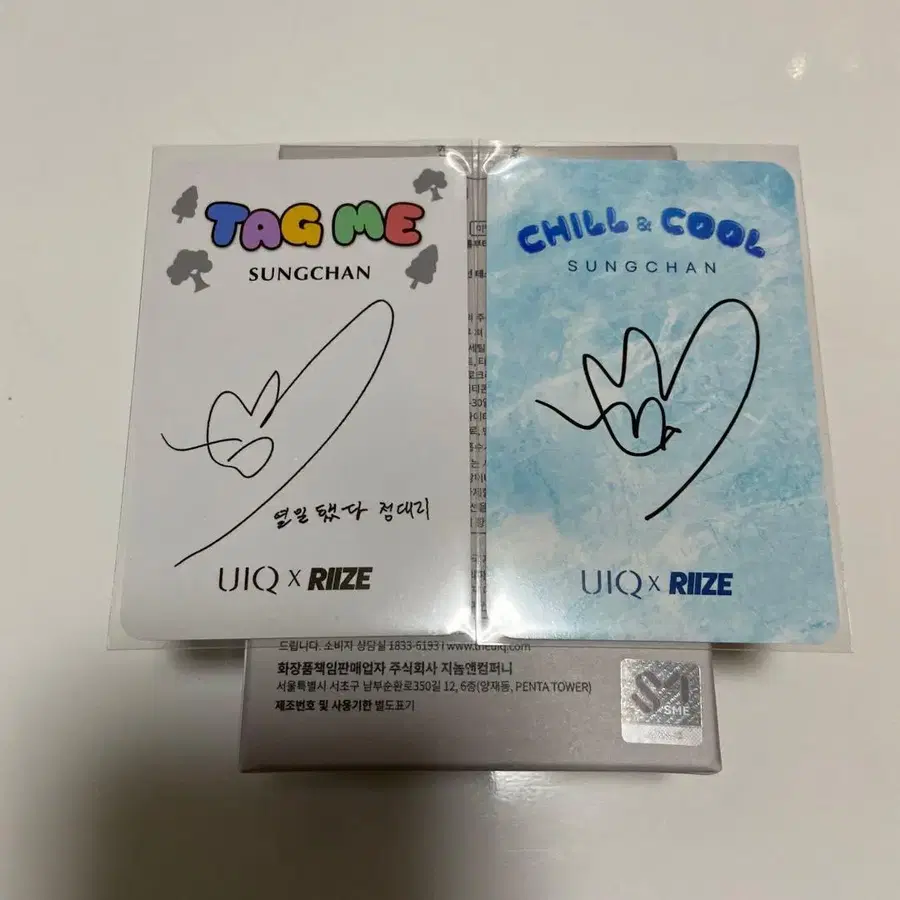 TAG ME
SUNGCHAN
열일했다 정대리
UIQ X RIIZE
CHILL & COOL
SUNGCHAN
UIQ X RIIZE
드립니다. 소비자 상담실 1833-6193 / www.theuiq.com
화장품책임판매업자 주식회사 지놈앤컴퍼니
서울특별시 서초구 남부순환로350길 12, 6층(양재동, PENTA TOWER)
제조번호 및 사용기한 별도표기
SME